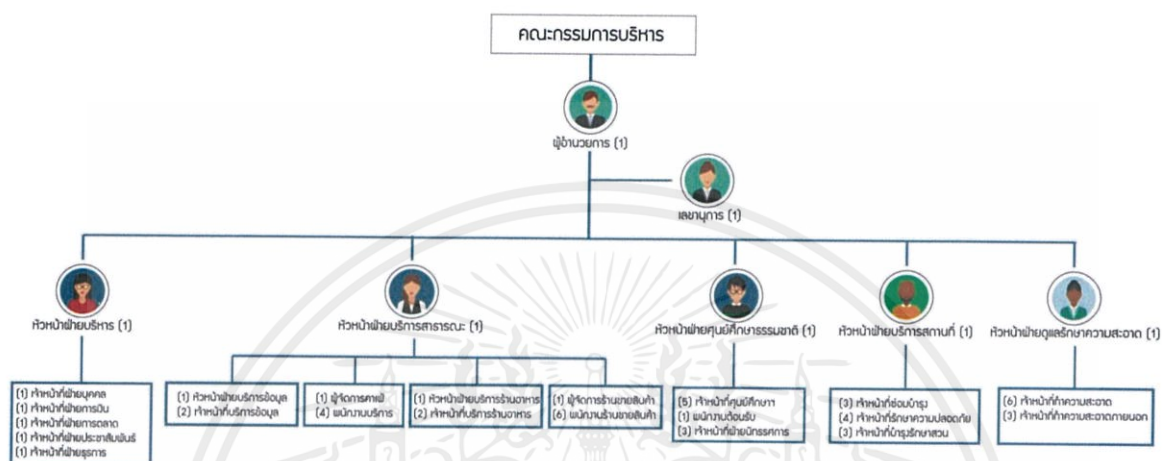 คณะกรรมการบริหาร
ผู้อำนวยการ (1)
เลขานุการ (1)
หัวหน้าฝ่ายบริหาร (1)
หัวหน้าฝ่ายบริการสาธารณะ (1)
หัวหน้าฝ่ายศูนย์ศึกษาธรรมชาติ (1)
หัวหน้าฝ่ายบริการสถานที่ (1)
หัวหน้าฝ่ายดูแลรักษาความสะอาด (1)
(1) เจ้าหน้าที่ฝ่ายบุคคล
(1) เจ้าหน้าที่ฝ่ายการเงิน
(1) เจ้าหน้าที่ฝ่ายการตลาด
(1) เจ้าหน้าที่ฝ่ายประชาสัมพันธ์
(1) เจ้าหน้าที่ฝ่ายธุรการ
(1) หัวหน้าฝ่ายบริการข้อมูล
(2) เจ้าหน้าที่บริการข้อมูล
(1) ผู้จัดการคาเฟ่
(4) พนักงานบริการ
(1) หัวหน้าฝ่ายบริการร้านอาหาร
(2) เจ้าหน้าที่บริการร้านอาหาร
(1) ผู้จัดการร้านขายสินค้า
(6) พนักงานร้านขายสินค้า
(5) เจ้าหน้าที่ศูนย์ศึกษาฯ
(1) พนักงานต้อนรับ
(3) เจ้าหน้าที่ฝ่ายนิทรรศการ
(3) เจ้าหน้าที่ซ่อมบำรุง
(4) เจ้าหน้าที่รักษาความปลอดภัย
(3) เจ้าหน้าที่บำรุงรักษาสวน
(6) เจ้าหน้าที่ทำความสะอาด
(3) เจ้าหน้าที่ทำความสะอาดภายนอก